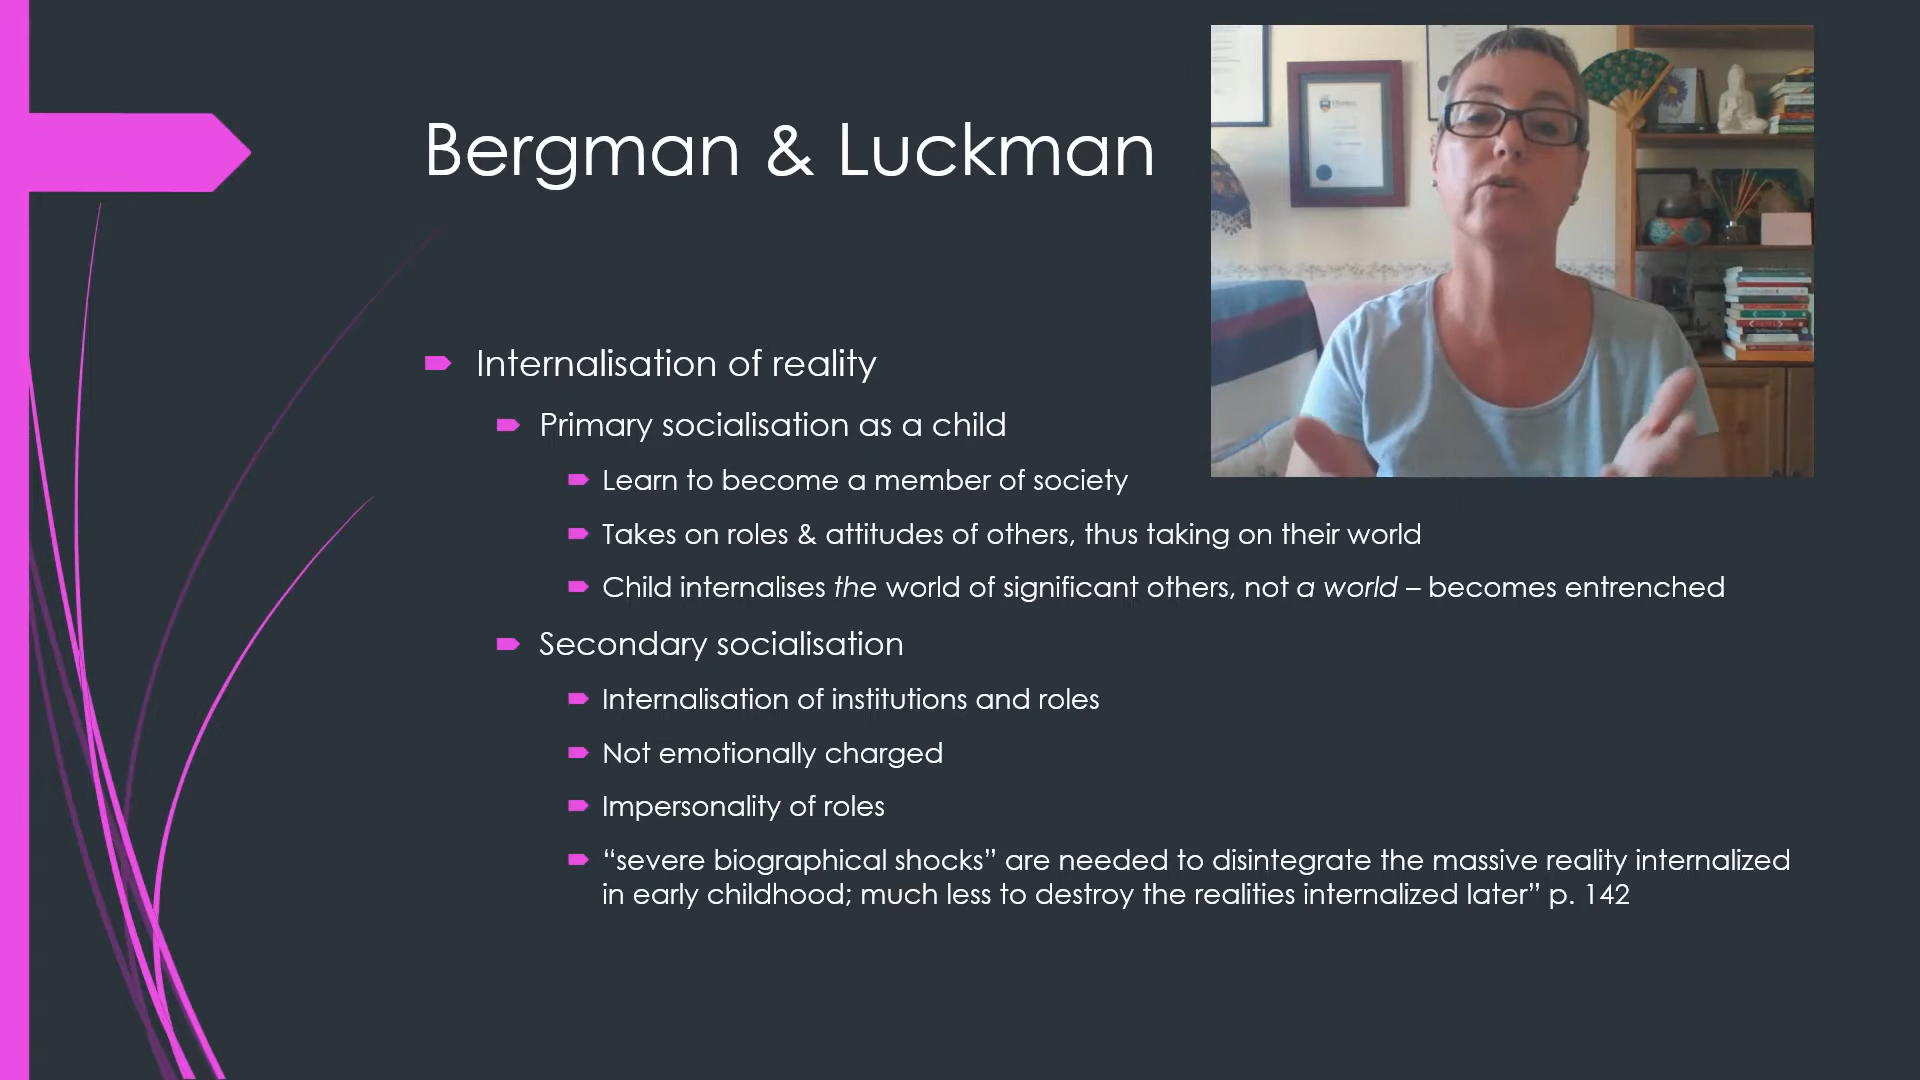 Bergman & Luckman
Internalisation of reality
Primary socialisation as a child
Learn to become a member of society
Takes on roles & attitudes of others, thus taking on their world
Child internalises the world of significant others, not a world – becomes entrenched
Secondary socialisation
Internalisation of institutions and roles
Not emotionally charged
Impersonality of roles
“severe biographical shocks” are needed to disintegrate the massive reality internalized
in early childhood; much less to destroy the realities internalized later” p. 142